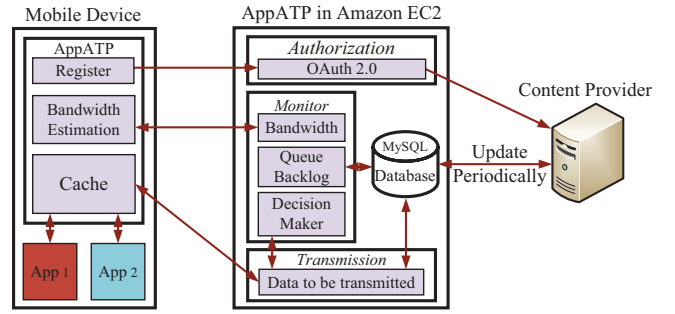 Mobile Device
AppATP
Register
Bandwidth
Estimation
Cache
App 1
App 2
AppATP in Amazon EC2
Authorization
OAuth 2.0
Monitor
Bandwidth
Queue
Backlog
Decision
Maker
MySQL
Database
Transmission
Data to be transmitted
Update
Periodically
Content Provider